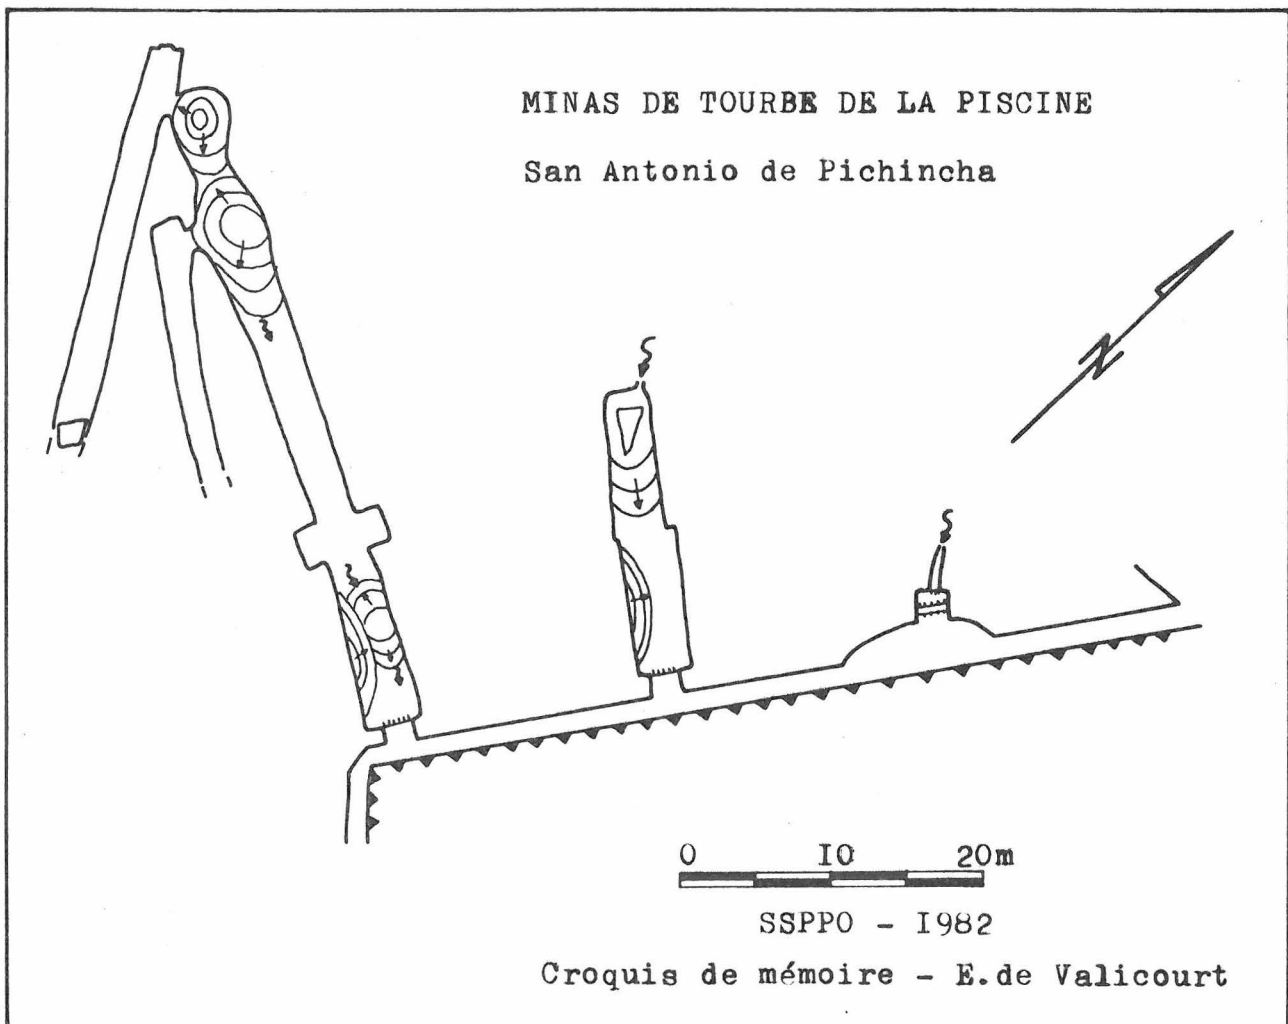 MINAS DE TOURBE DE LA PISCINE
San Antonio de Pichincha
N
0 I0 20m
SSPPO - I982
Croquis de mémoire - E.de Valicourt